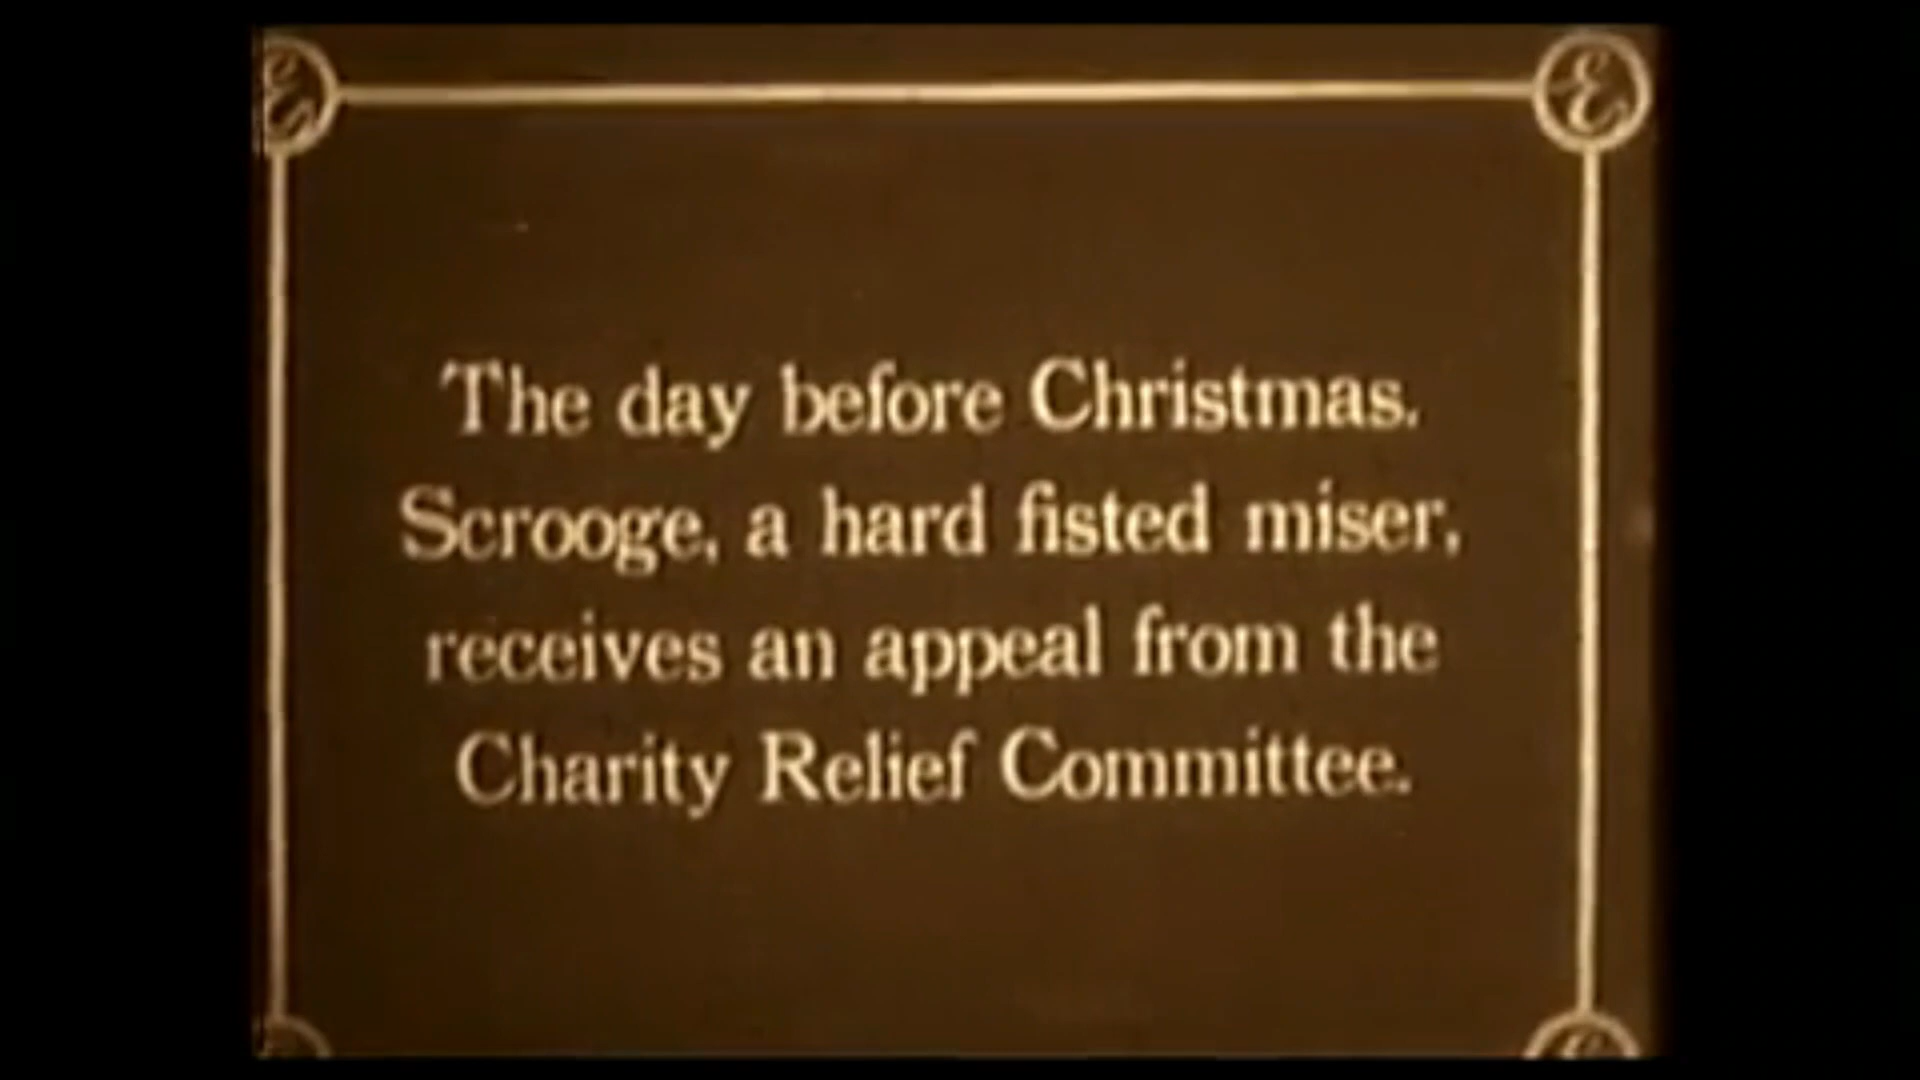 The day before Christmas.
Scrooge, a hard fisted miser,
receives an appeal from the
Charity Relief Committee.